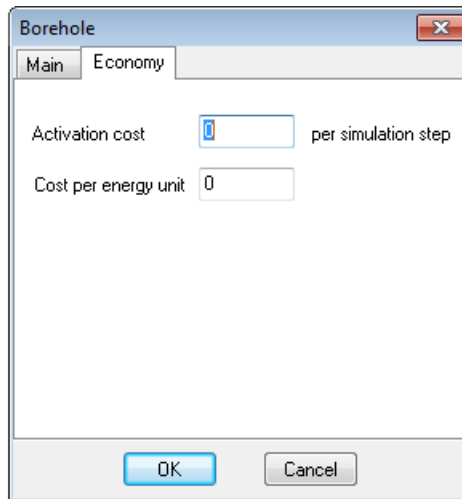 Borehole
Main Economy
Activation cost 0 per simulation step
Cost per energy unit 0
OK Cancel